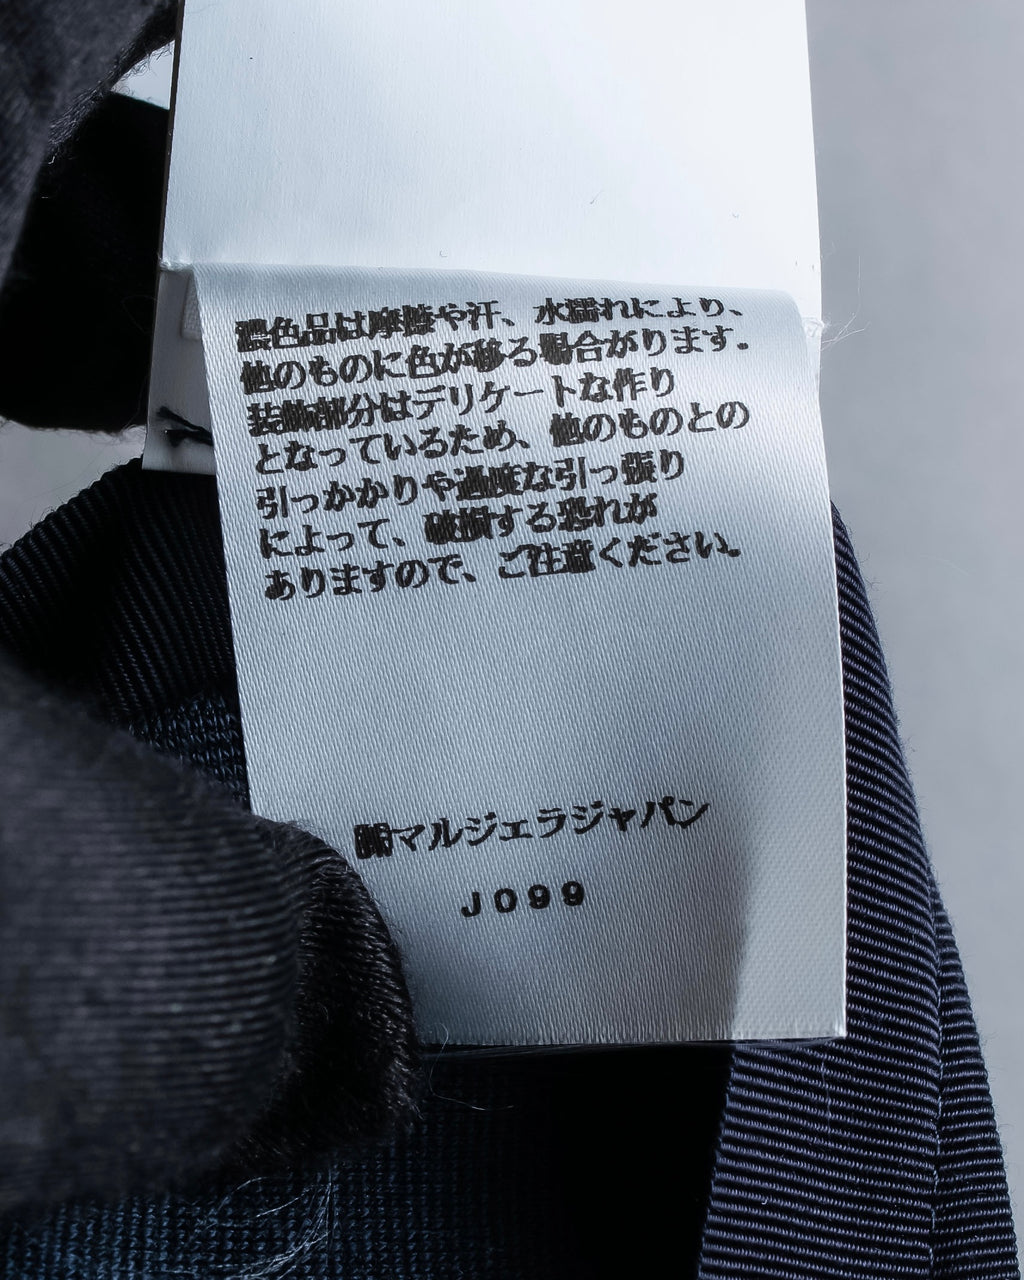 濃色品は摩擦や汗、水濡れにより、
他のものに色が移る場合がります。
装飾部分はデリケートな作り
となっているため、他のものとの
引っかかりや過度な引っ張り
によって、破損する恐れが
ありますので、ご注意ください。
㈱マルジェラジャパン
J099